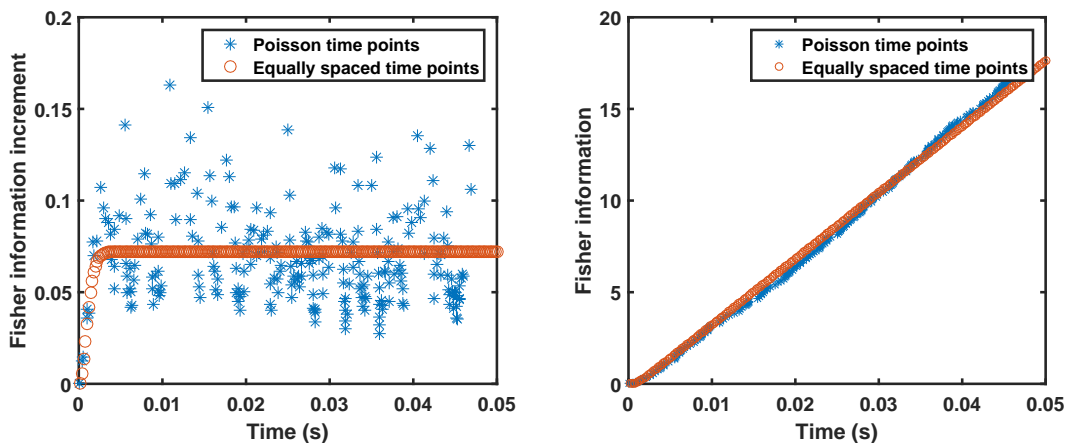 0.2
0.15
0.1
0.05
0
Fisher information increment
Poisson time points
Equally spaced time points
0 0.01 0.02 0.03 0.04 0.05
Time (s)
20
15
10
5
0
Fisher information
Poisson time points
Equally spaced time points
0 0.01 0.02 0.03 0.04 0.05
Time (s)